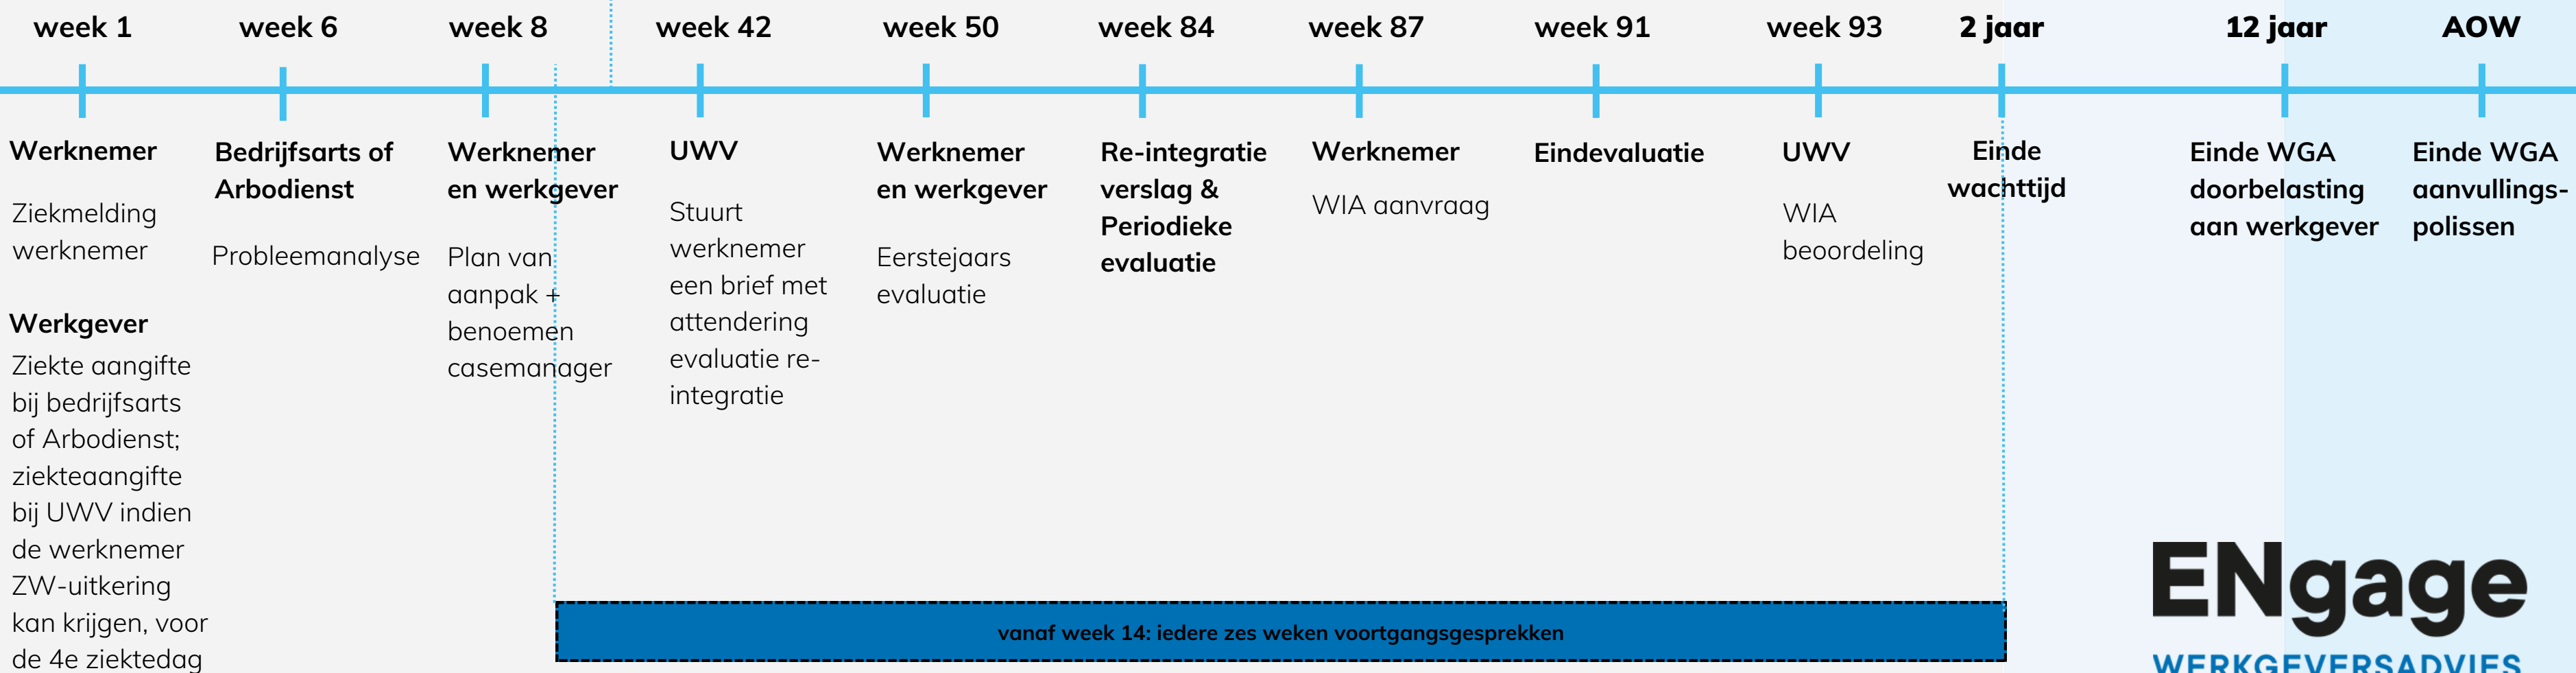 week 1
week 6
week 8
week 42
week 50
week 84
week 87
week 91
week 93
2 jaar
12 jaar
AOW
Werknemer
Ziekmelding
werknemer
Werkgever
Ziekte aangifte
bij bedrijfsarts
of Arbodienst;
ziekteaangifte
bij UWV indien
de werknemer
ZW-uitkering
kan krijgen, voor
de 4e ziektedag
Bedrijfsarts of
Arbodienst
Probleemanalyse
Werknemer
en werkgever
Plan van
aanpak +
benoemen
casemanager
UWV
Stuurt
werknemer
een brief met
attendering
evaluatie re-
integratie
Werknemer
en werkgever
Eerstejaars
evaluatie
Re-integratie
verslag &
Periodieke
evaluatie
Werknemer
WIA aanvraag
Eindevaluatie
UWV
WIA
beoordeling
Einde
wachttijd
Einde WGA
doorbelasting
aan werkgever
Einde WGA
aanvullings-
polissen
vanaf week 14: iedere zes weken voortgangsgesprekken
ENgage
WERKGEVERSADVIES